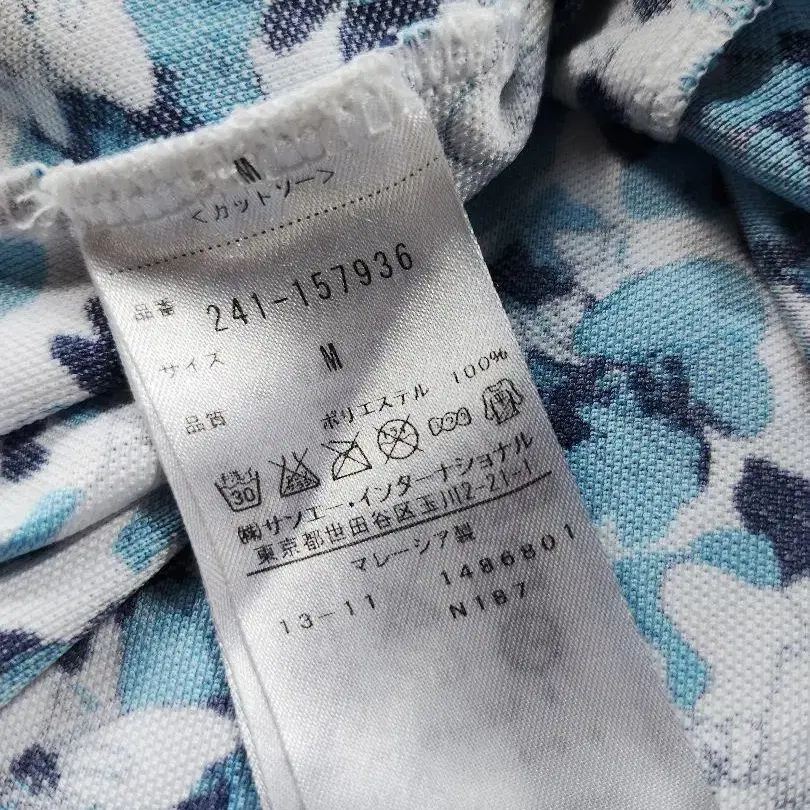 M
<カットソー>
品番 241-157936
サイズ M
品質 ポリエステル 100%
30
㈱サンエー・インターナショナル
東京都世田谷区玉川2-21-1
マレーシア製
13-11 1486801
N187